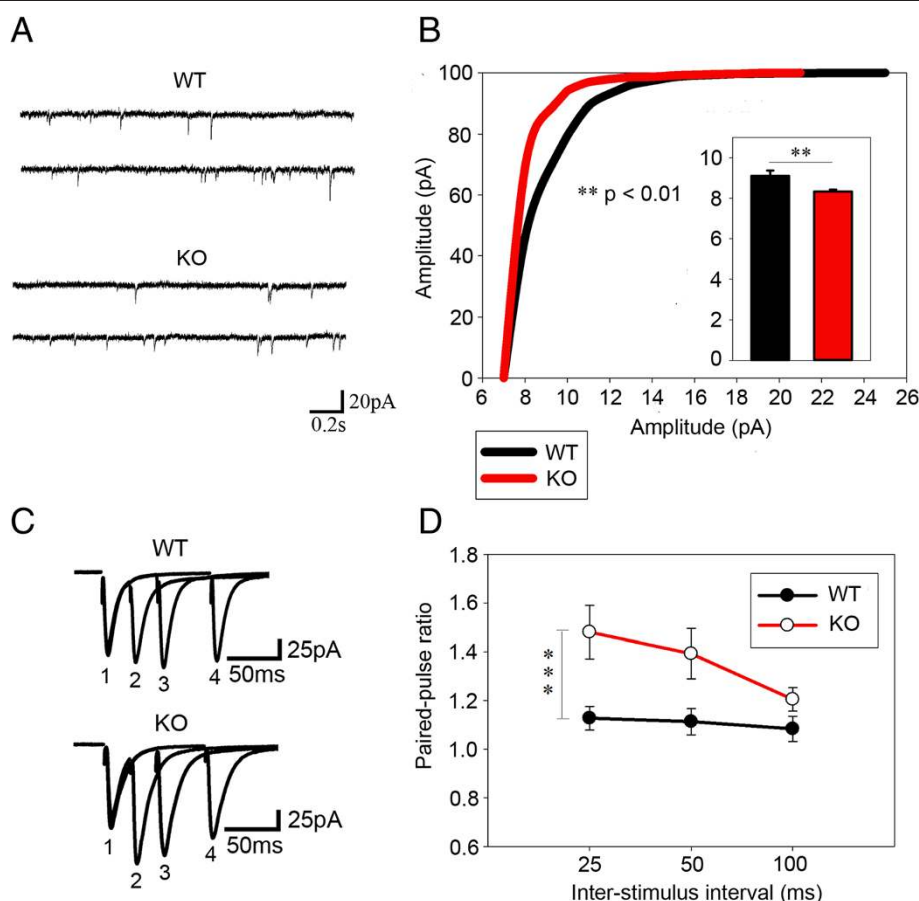 A
WT
KO
20pA
0.2s
B
100
80
60
40
20
0
Amplitude (pA)
** p < 0.01
10
8
6
4
2
0
**
6 8 10 12 14 16 18 20 22 24 26
Amplitude (pA)
WT
KO
C
WT
1 2 3 4
25pA
50ms
KO
1 2 3 4
25pA
50ms
D
1.8
1.6
1.4
1.2
1.0
0.8
0.6
Paired-pulse ratio
WT
KO
***
25 50 100
Inter-stimulus interval (ms)